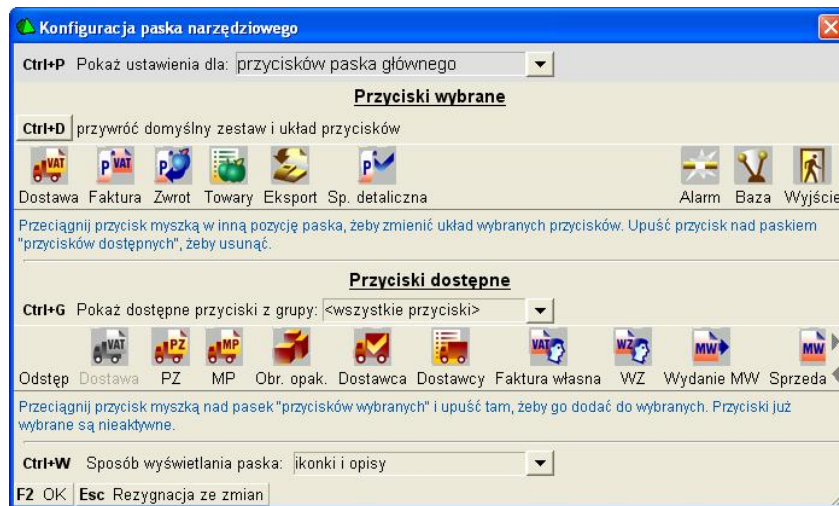 Konfiguracja paska narzędziowego
Ctrl+P Pokaż ustawienia dla: przycisków paska głównego
Przyciski wybrane
Ctrl+D przywróć domyślny zestaw i układ przycisków
VAT P VAT P P
Dostawa Faktura Zwrot Towary Eksport Sp. detaliczna Alarm Baza Wyjście
Przeciągnij przycisk myszką w inną pozycję paska, żeby zmienić układ wybranych przycisków. Upuść przycisk nad paskiem
"przycisków dostępnych", żeby usunąć.
Przyciski dostępne
Ctrl+G Pokaż dostępne przyciski z grupy: <wszystkie przyciski>
VAT PZ MP VAT WZ MW MW
Odstęp Dostawa PZ MP Obr. opak. Dostawca Dostawcy Faktura własna WZ Wydanie MW Sprzeda
Przeciągnij przycisk myszką nad pasek "przycisków wybranych" i upuść tam, żeby go dodać do wybranych. Przyciski już
wybrane są nieaktywne.
Ctrl+W Sposób wyświetlania paska: ikonki i opisy
F2 OK Esc Rezygnacja ze zmian